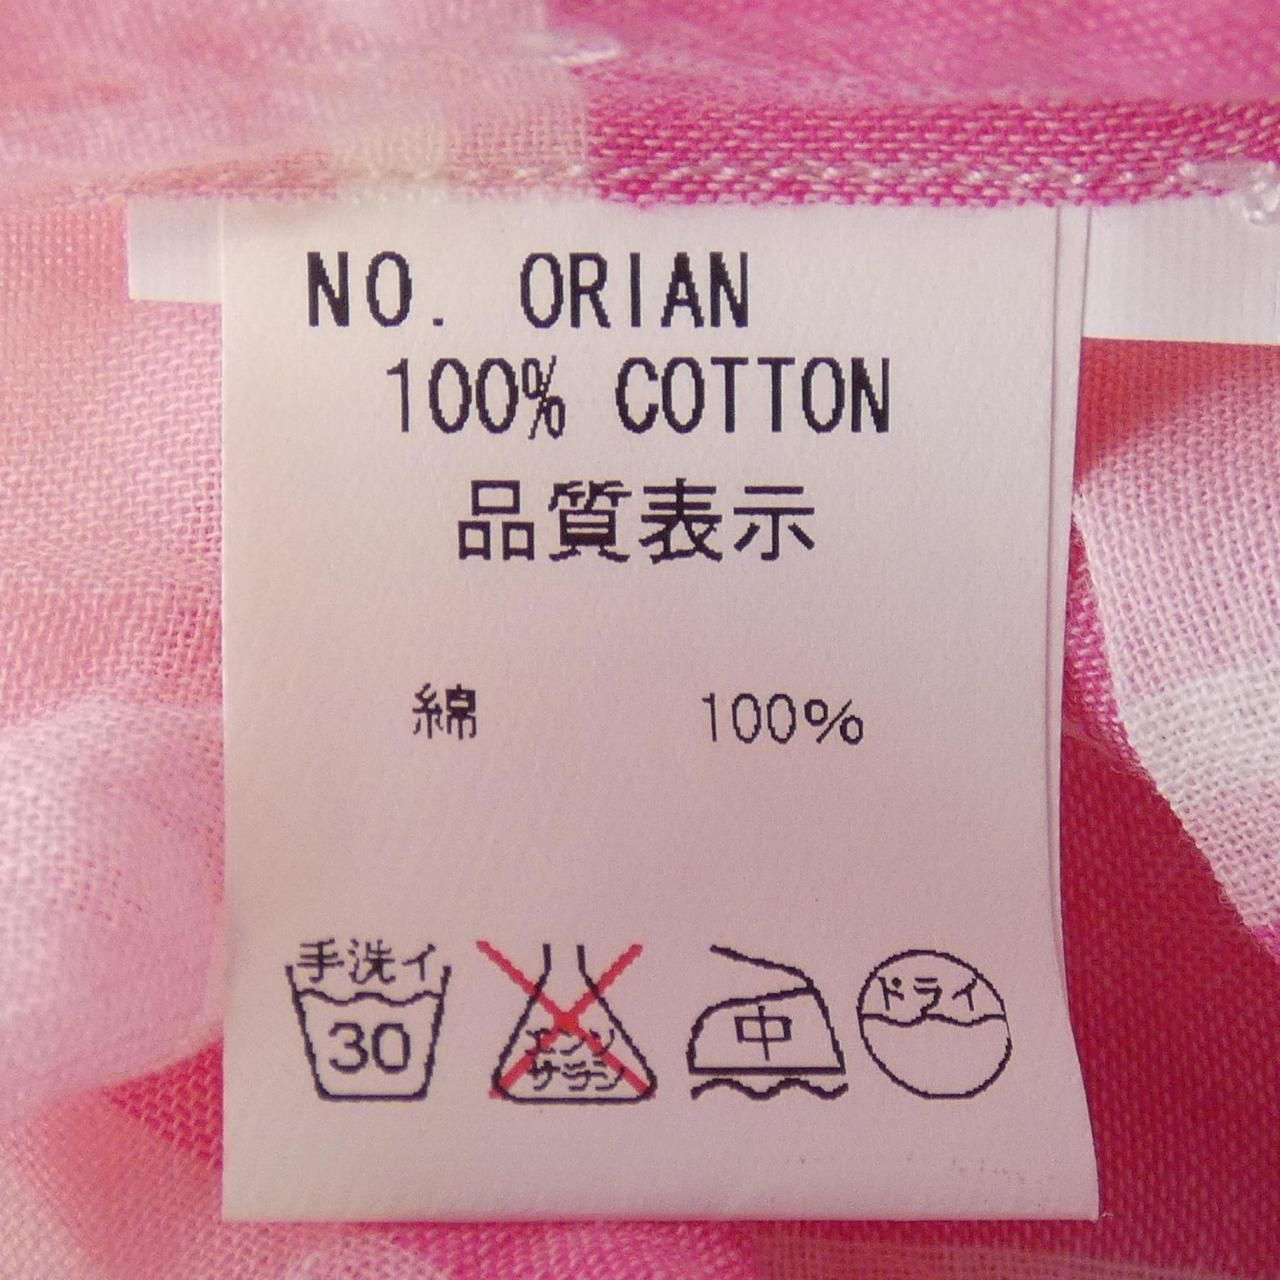 NO. ORIAN
100% COTTON
品質表示
綿 100%
手洗イ
30
エンソ
サラシ
中
ドライ